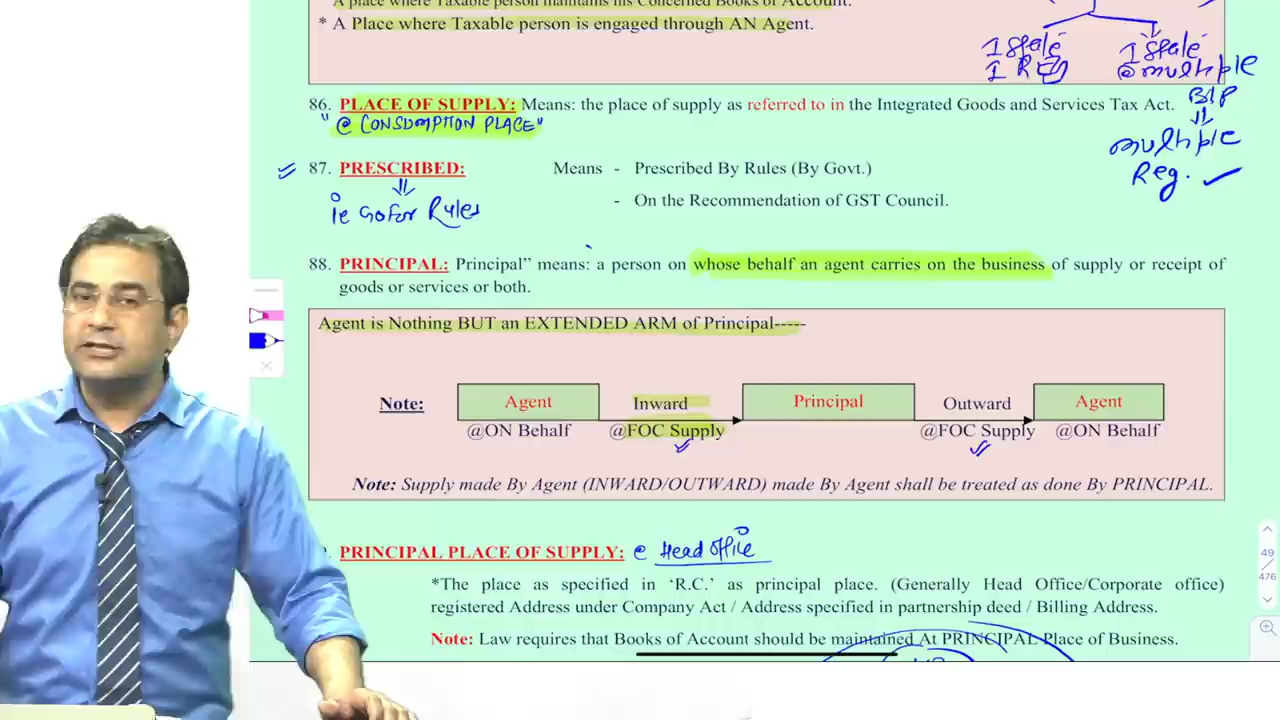 A place where Taxable person maintains his Concerned Books of Account.
* A Place where Taxable person is engaged through AN Agent.
1 State
1 Reg
1 State
@ multiple
B/P
multiple
Reg.
86. PLACE OF SUPPLY: Means: the place of supply as referred to in the Integrated Goods and Services Tax Act.
"@ CONSUMPTION PLACE"
87. PRESCRIBED: Means - Prescribed By Rules (By Govt.)
- On the Recommendation of GST Council.
ie Go For Rules
88. PRINCIPAL: Principal” means: a person on whose behalf an agent carries on the business of supply or receipt of
goods or services or both.
Agent is Nothing BUT an EXTENDED ARM of Principal-----
Note: Agent Inward Principal Outward Agent
@ON Behalf @FOC Supply @FOC Supply @ON Behalf
Note: Supply made By Agent (INWARD/OUTWARD) made By Agent shall be treated as done By PRINCIPAL.
PRINCIPAL PLACE OF SUPPLY: @ Head office
*The place as specified in ‘R.C.’ as principal place. (Generally Head Office/Corporate office)
registered Address under Company Act / Address specified in partnership deed / Billing Address.
Note: Law requires that Books of Account should be maintained At PRINCIPAL Place of Business.
49
/
476